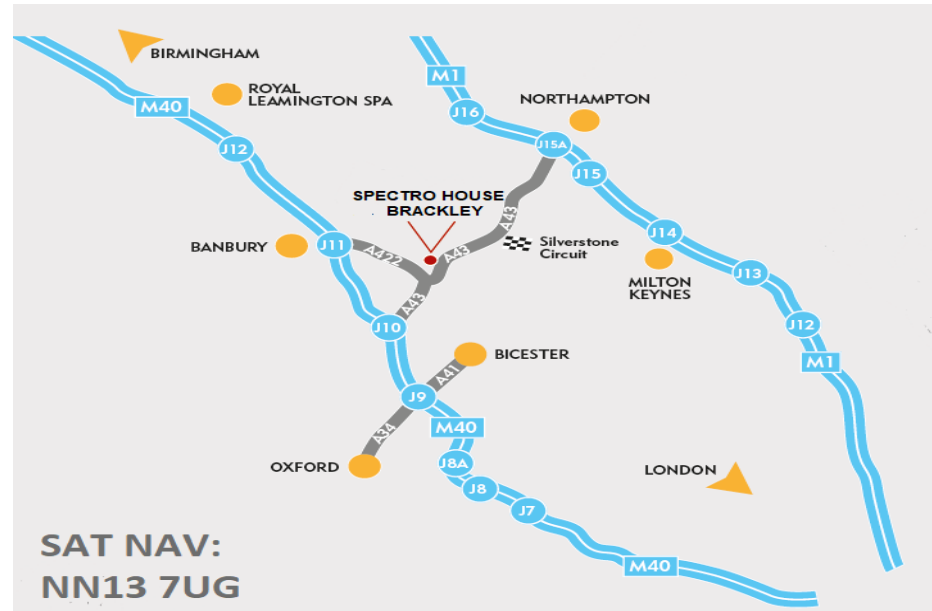 BIRMINGHAM
ROYAL
LEAMINGTON SPA
M40
J12
M1
J16
NORTHAMPTON
J15A
J15
SPECTRO HOUSE
BRACKLEY
A43
A43
Silverstone
Circuit
J14
MILTON
KEYNES
J13
J12
M1
BANBURY
J11
A422
A43
J10
BICESTER
A41
J9
A34
M40
OXFORD
J8A
J8
J7
LONDON
M40
SAT NAV:
NN13 7UG